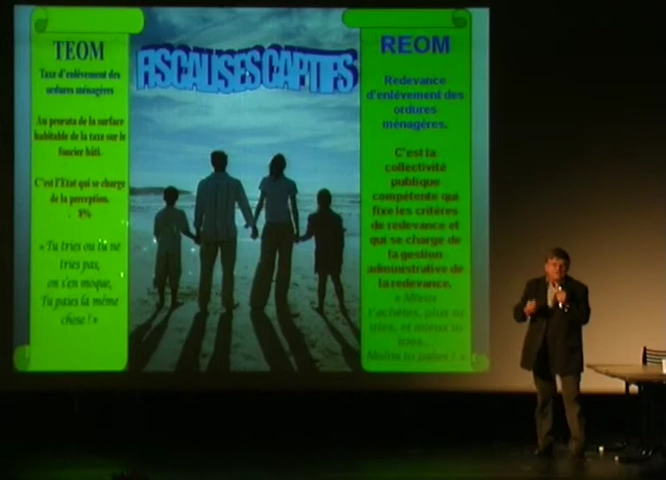 TEOM
Taxe d'enlèvement des
ordures ménagères
Au prorata de la surface
habitable de la taxe sur le
foncier bâti.
C'est l'Etat qui se charge
de la perception.
8%
« Tu tries ou tu ne
tries pas,
on s'en moque,
Tu paies la même
chose ! »
FISCALISES CAPTIFS
REOM
Redevance
d'enlèvement des
ordures
ménagères.
C'est la
collectivité
publique
compétente qui
fixe les critères
de redevance et
qui se charge de
la gestion
administrative de
la redevance.
« Mieux
t'achètes, plus tu
tries, et mieux tu
tries...
Moins tu paies ! »